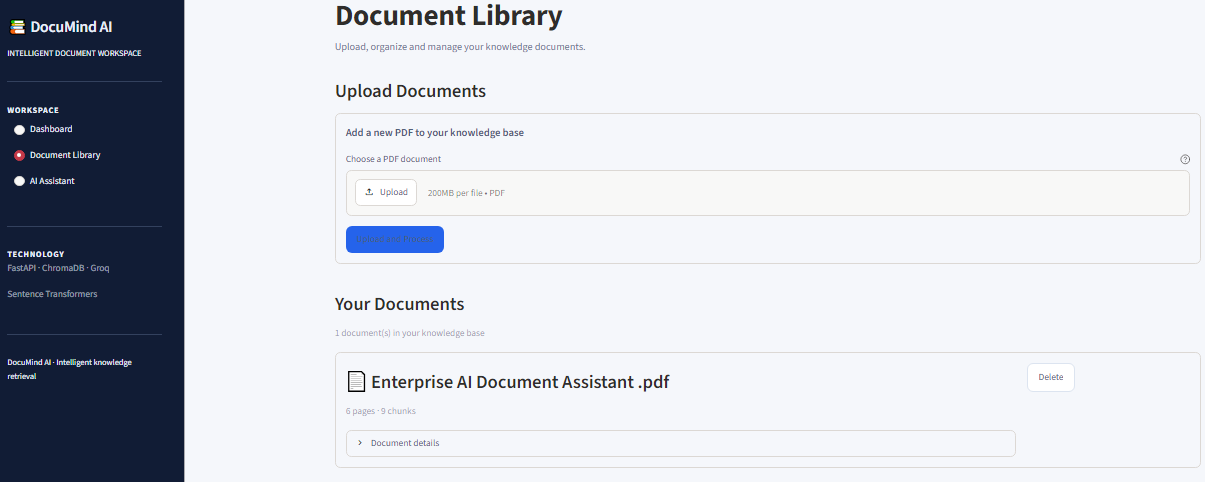 DocuMind AI
INTELLIGENT DOCUMENT WORKSPACE
WORKSPACE
Dashboard
Document Library
AI Assistant
TECHNOLOGY
FastAPI · ChromaDB · Groq
Sentence Transformers
DocuMind AI · Intelligent knowledge
retrieval
Document Library
Upload, organize and manage your knowledge documents.
Upload Documents
Add a new PDF to your knowledge base
Choose a PDF document
Upload
200MB per file • PDF
Your Documents
1 document(s) in your knowledge base
Enterprise AI Document Assistant .pdf
Delete
6 pages · 9 chunks
Document details